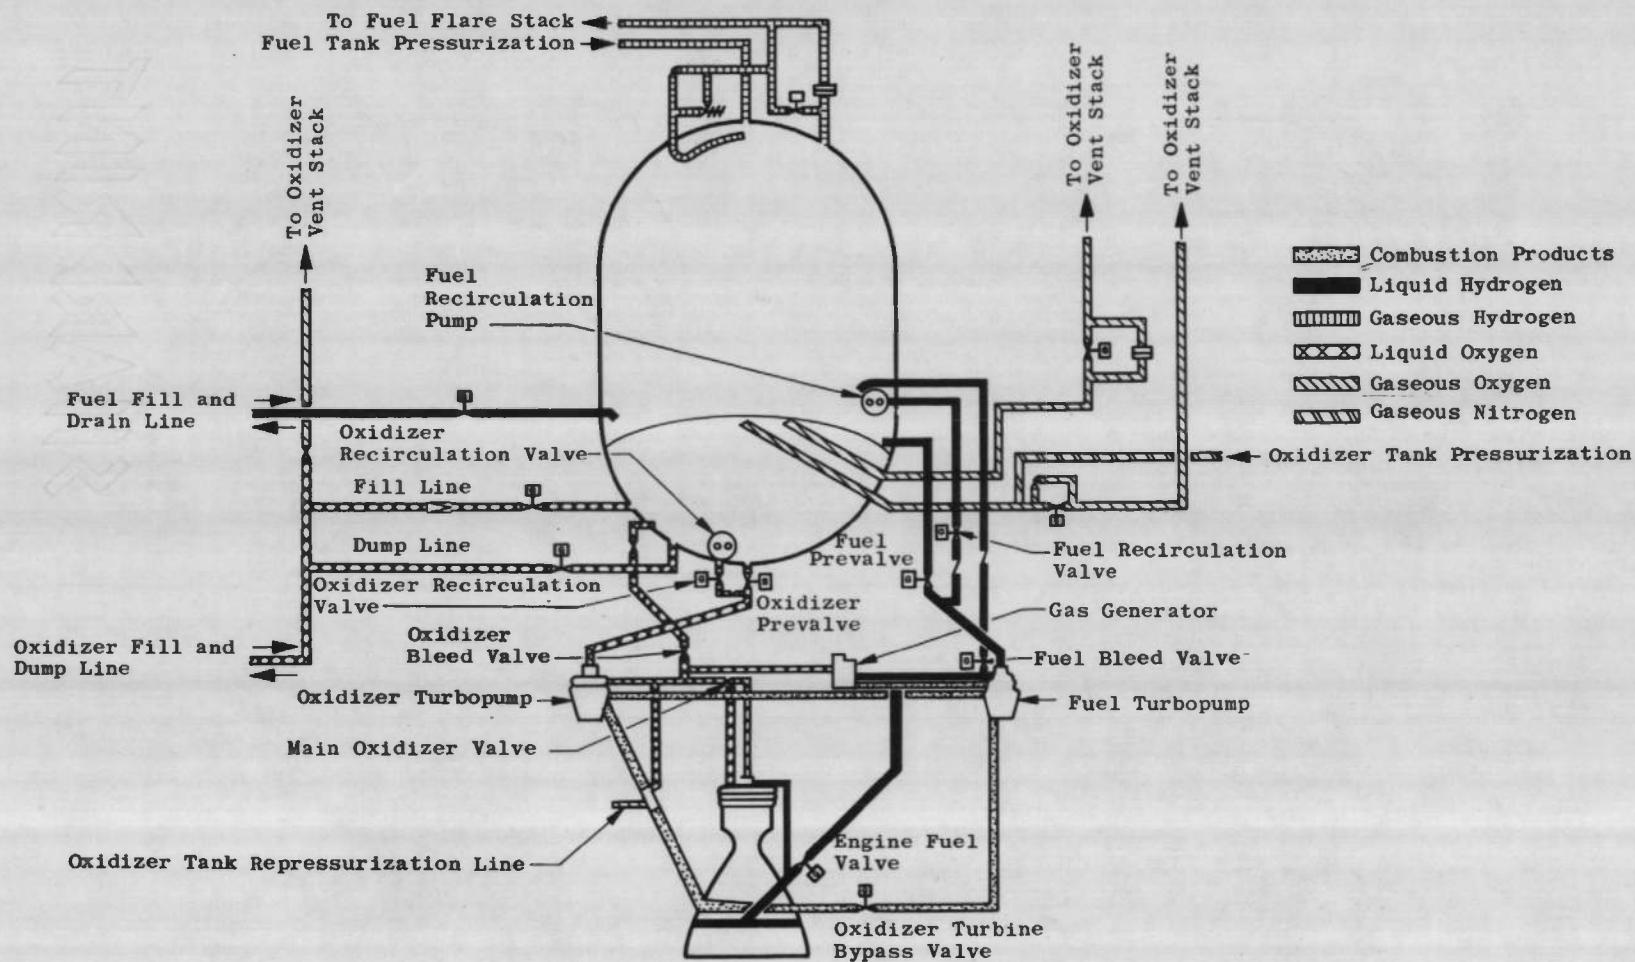 To Fuel Flare Stack
Fuel Tank Pressurization
To Oxidizer
Vent Stack
To Oxidizer
Vent Stack
To Oxidizer
Vent Stack
Combustion Products
Liquid Hydrogen
Gaseous Hydrogen
Liquid Oxygen
Gaseous Oxygen
Gaseous Nitrogen
Fuel
Recirculation
Pump
Fuel Fill and
Drain Line
Oxidizer
Recirculation Valve
Oxidizer Tank Pressurization
Fill Line
Dump Line
Fuel
Prevalve
Fuel Recirculation
Valve
Oxidizer Recirculation
Valve
Oxidizer
Prevalve
Gas Generator
Oxidizer Fill and
Dump Line
Oxidizer
Bleed Valve
Fuel Bleed Valve
Oxidizer Turbopump
Fuel Turbopump
Main Oxidizer Valve
Oxidizer Tank Repressurization Line
Engine Fuel
Valve
Oxidizer Turbine
Bypass Valve